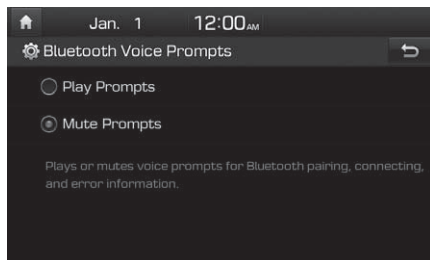 Jan. 1 12:00AM
Bluetooth Voice Prompts
Play Prompts
Mute Prompts
Plays or mutes voice prompts for Bluetooth pairing, connecting,
and error information.